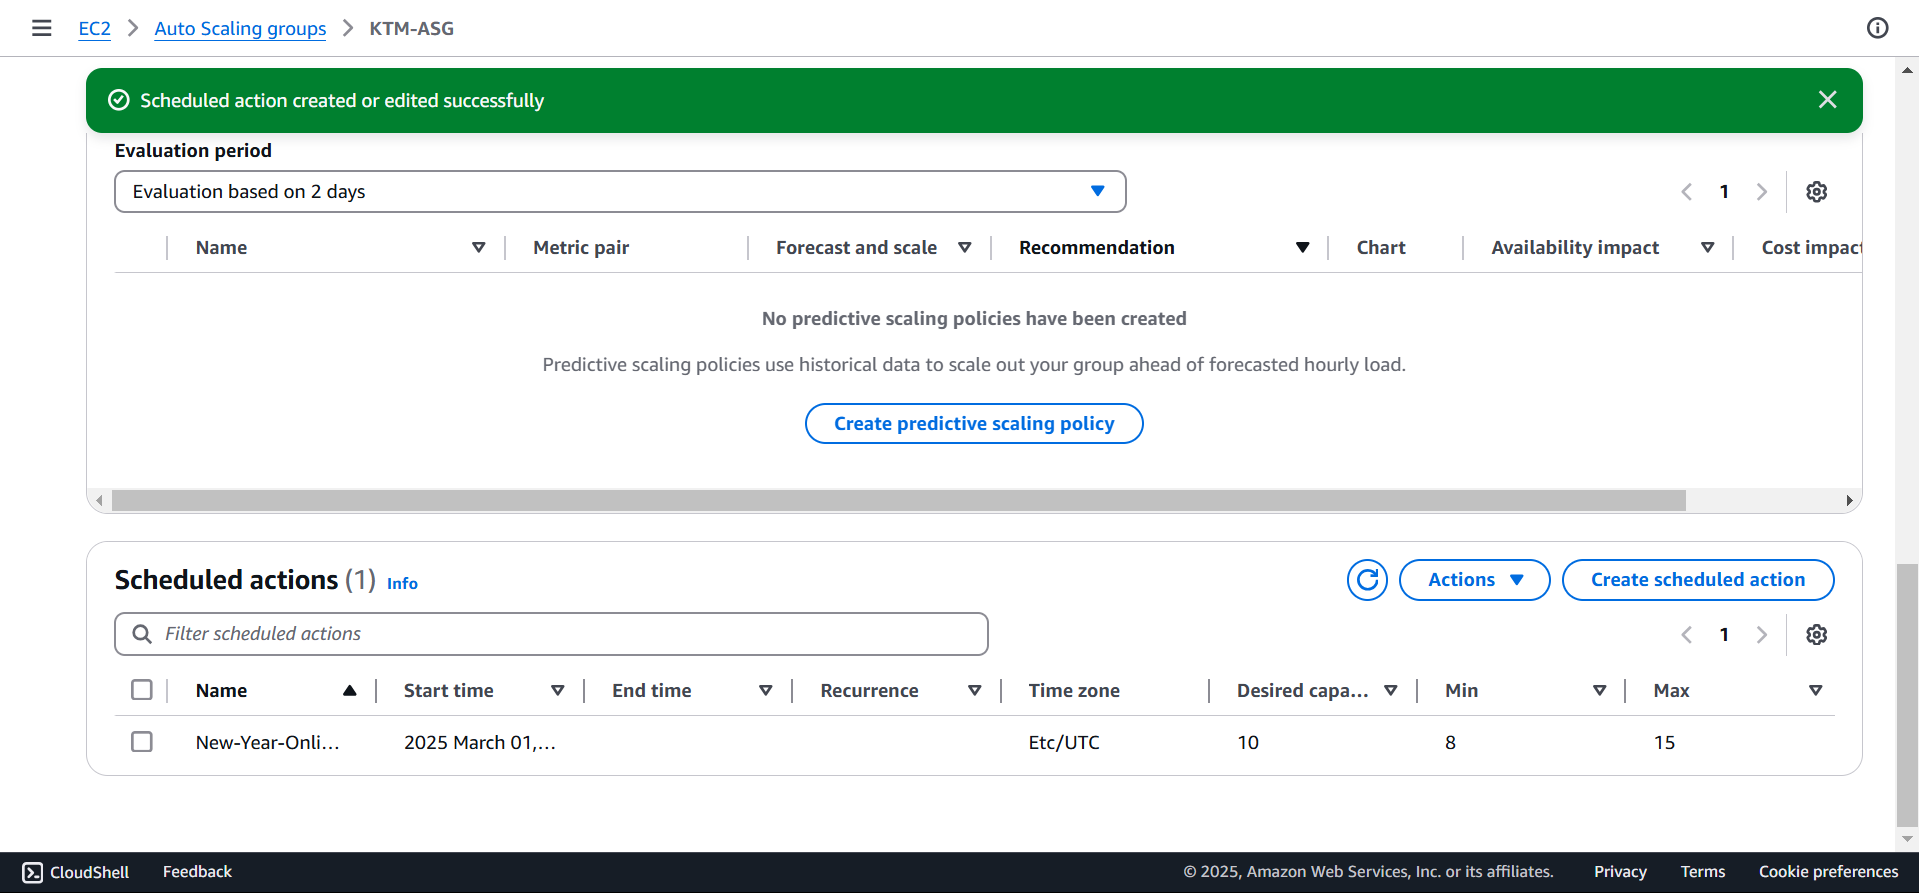 EC2 > Auto Scaling groups > KTM-ASG
Scheduled action created or edited successfully
Evaluation period
Evaluation based on 2 days
1
Name Metric pair Forecast and scale Recommendation Chart Availability impact Cost impact
No predictive scaling policies have been created
Predictive scaling policies use historical data to scale out your group ahead of forecasted hourly load.
Create predictive scaling policy
Scheduled actions (1) Info Actions Create scheduled action
Filter scheduled actions
1
Name Start time End time Recurrence Time zone Desired capa... Min Max
New-Year-Onli... 2025 March 01,... Etc/UTC 10 8 15
CloudShell Feedback © 2025, Amazon Web Services, Inc. or its affiliates. Privacy Terms Cookie preferences